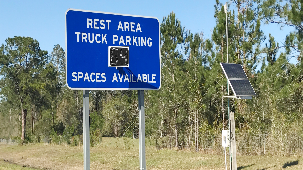 REST AREA
TRUCK PARKING
SPACES AVAILABLE